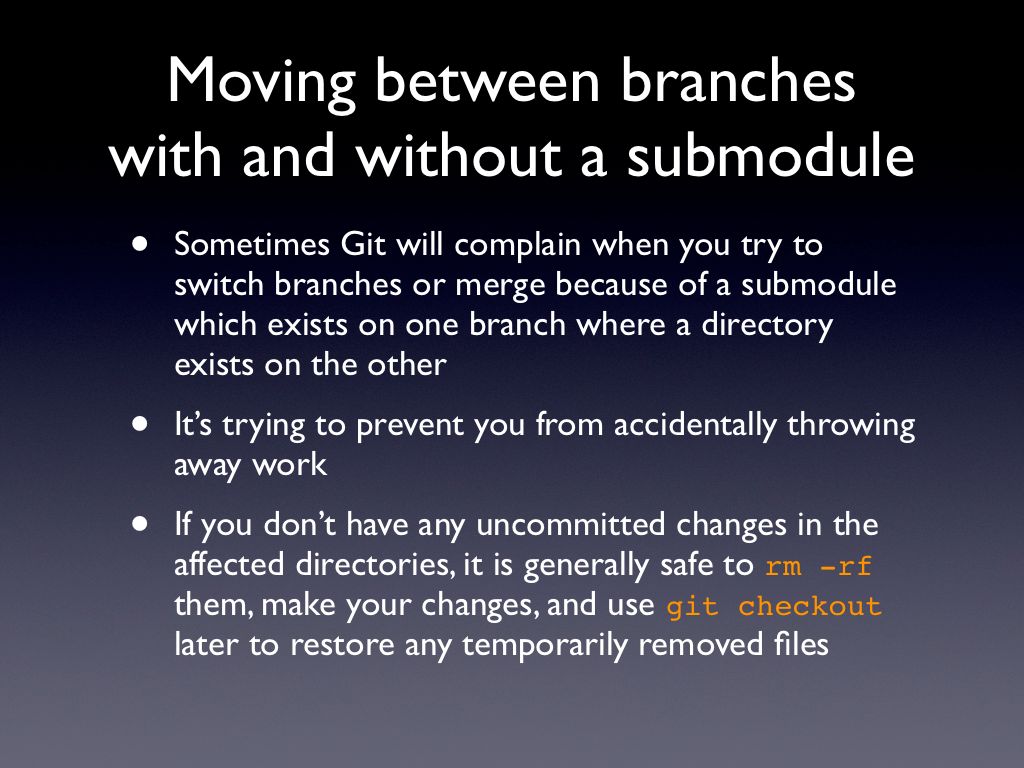 Moving between branches
with and without a submodule
• Sometimes Git will complain when you try to
switch branches or merge because of a submodule
which exists on one branch where a directory
exists on the other
• It’s trying to prevent you from accidentally throwing
away work
• If you don’t have any uncommitted changes in the
affected directories, it is generally safe to rm -rf
them, make your changes, and use git checkout
later to restore any temporarily removed files